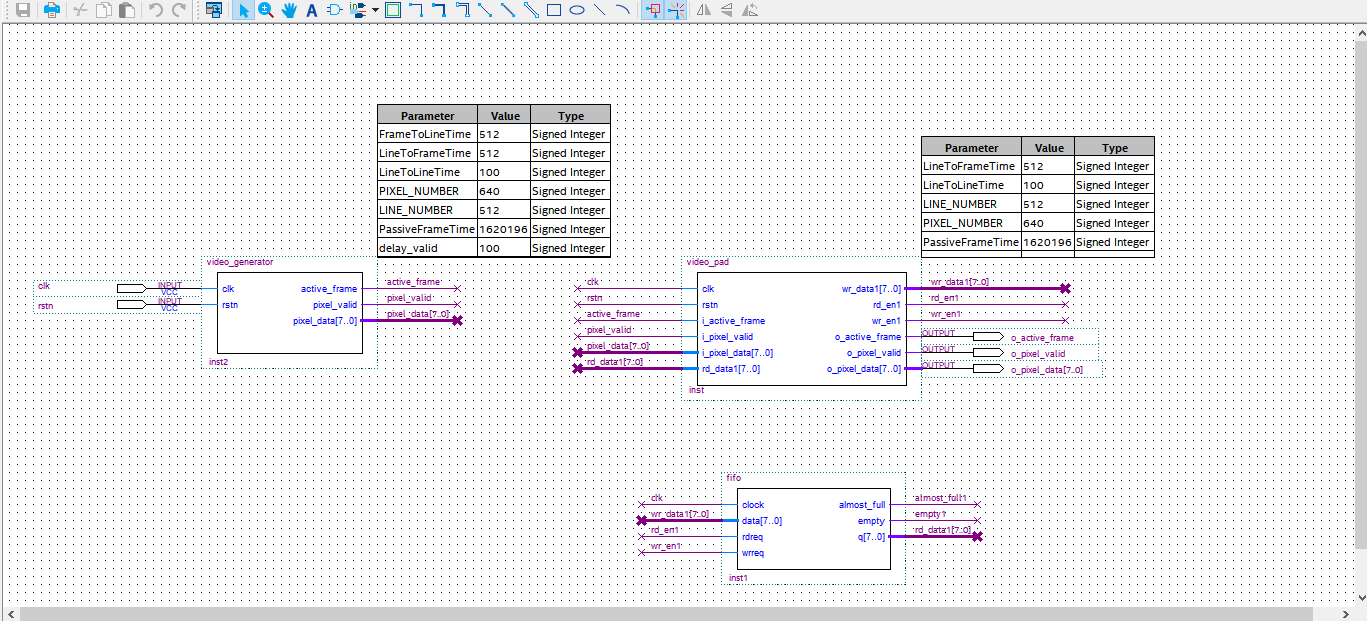 Parameter Value Type
FrameToLineTime 512 Signed Integer
LineToFrameTime 512 Signed Integer
LineToLineTime 100 Signed Integer
PIXEL_NUMBER 640 Signed Integer
LINE_NUMBER 512 Signed Integer
PassiveFrameTime 1620196 Signed Integer
delay_valid 100 Signed Integer
Parameter Value Type
LineToFrameTime 512 Signed Integer
LineToLineTime 100 Signed Integer
LINE_NUMBER 512 Signed Integer
PIXEL_NUMBER 640 Signed Integer
PassiveFrameTime 1620196 Signed Integer
video_generator
clk INPUT VCC clk active_frame active_frame
rstn INPUT VCC rstn pixel_valid pixel_valid
pixel_data[7..0] pixel_data[7..0]
inst2
video_pad
clk clk wr_data1[7..0] wr_data1[7..0]
rstn rstn rd_en1 rd_en1
active_frame i_active_frame wr_en1 wr_en1
pixel_valid i_pixel_valid o_active_frame OUTPUT o_active_frame
pixel_data[7..0] i_pixel_data[7..0] o_pixel_valid OUTPUT o_pixel_valid
rd_data1[7..0] rd_data1[7..0] o_pixel_data[7..0] OUTPUT o_pixel_data[7..0]
inst
fifo
clk clock almost_full almost_full1
wr_data1[7..0] data[7..0] empty empty1
rd_en1 rdreq q[7..0] rd_data1[7..0]
wr_en1 wrreq
inst1